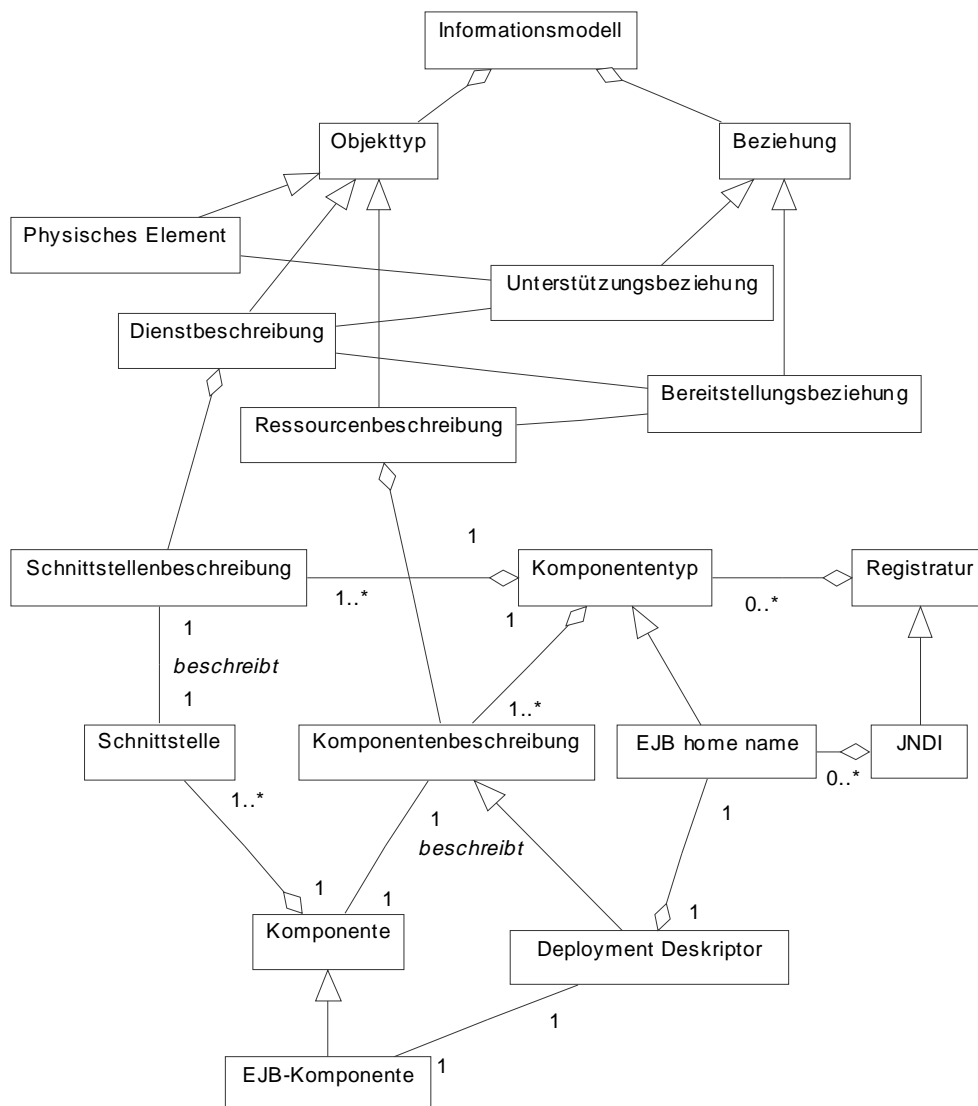 Informationsmodell
Objekttyp
Beziehung
Physisches Element
Unterstützungsbeziehung
Dienstbeschreibung
Bereitstellungsbeziehung
Ressourcenbeschreibung
1
Schnittstellenbeschreibung
Komponententyp
Registratur
1..*
1
0..*
1
beschreibt
1
1..*
Schnittstelle
Komponentenbeschreibung
EJB home name
JNDI
0..*
1..*
1
1
beschreibt
1
1
1
Komponente
Deployment Deskriptor
1
EJB-Komponente
1